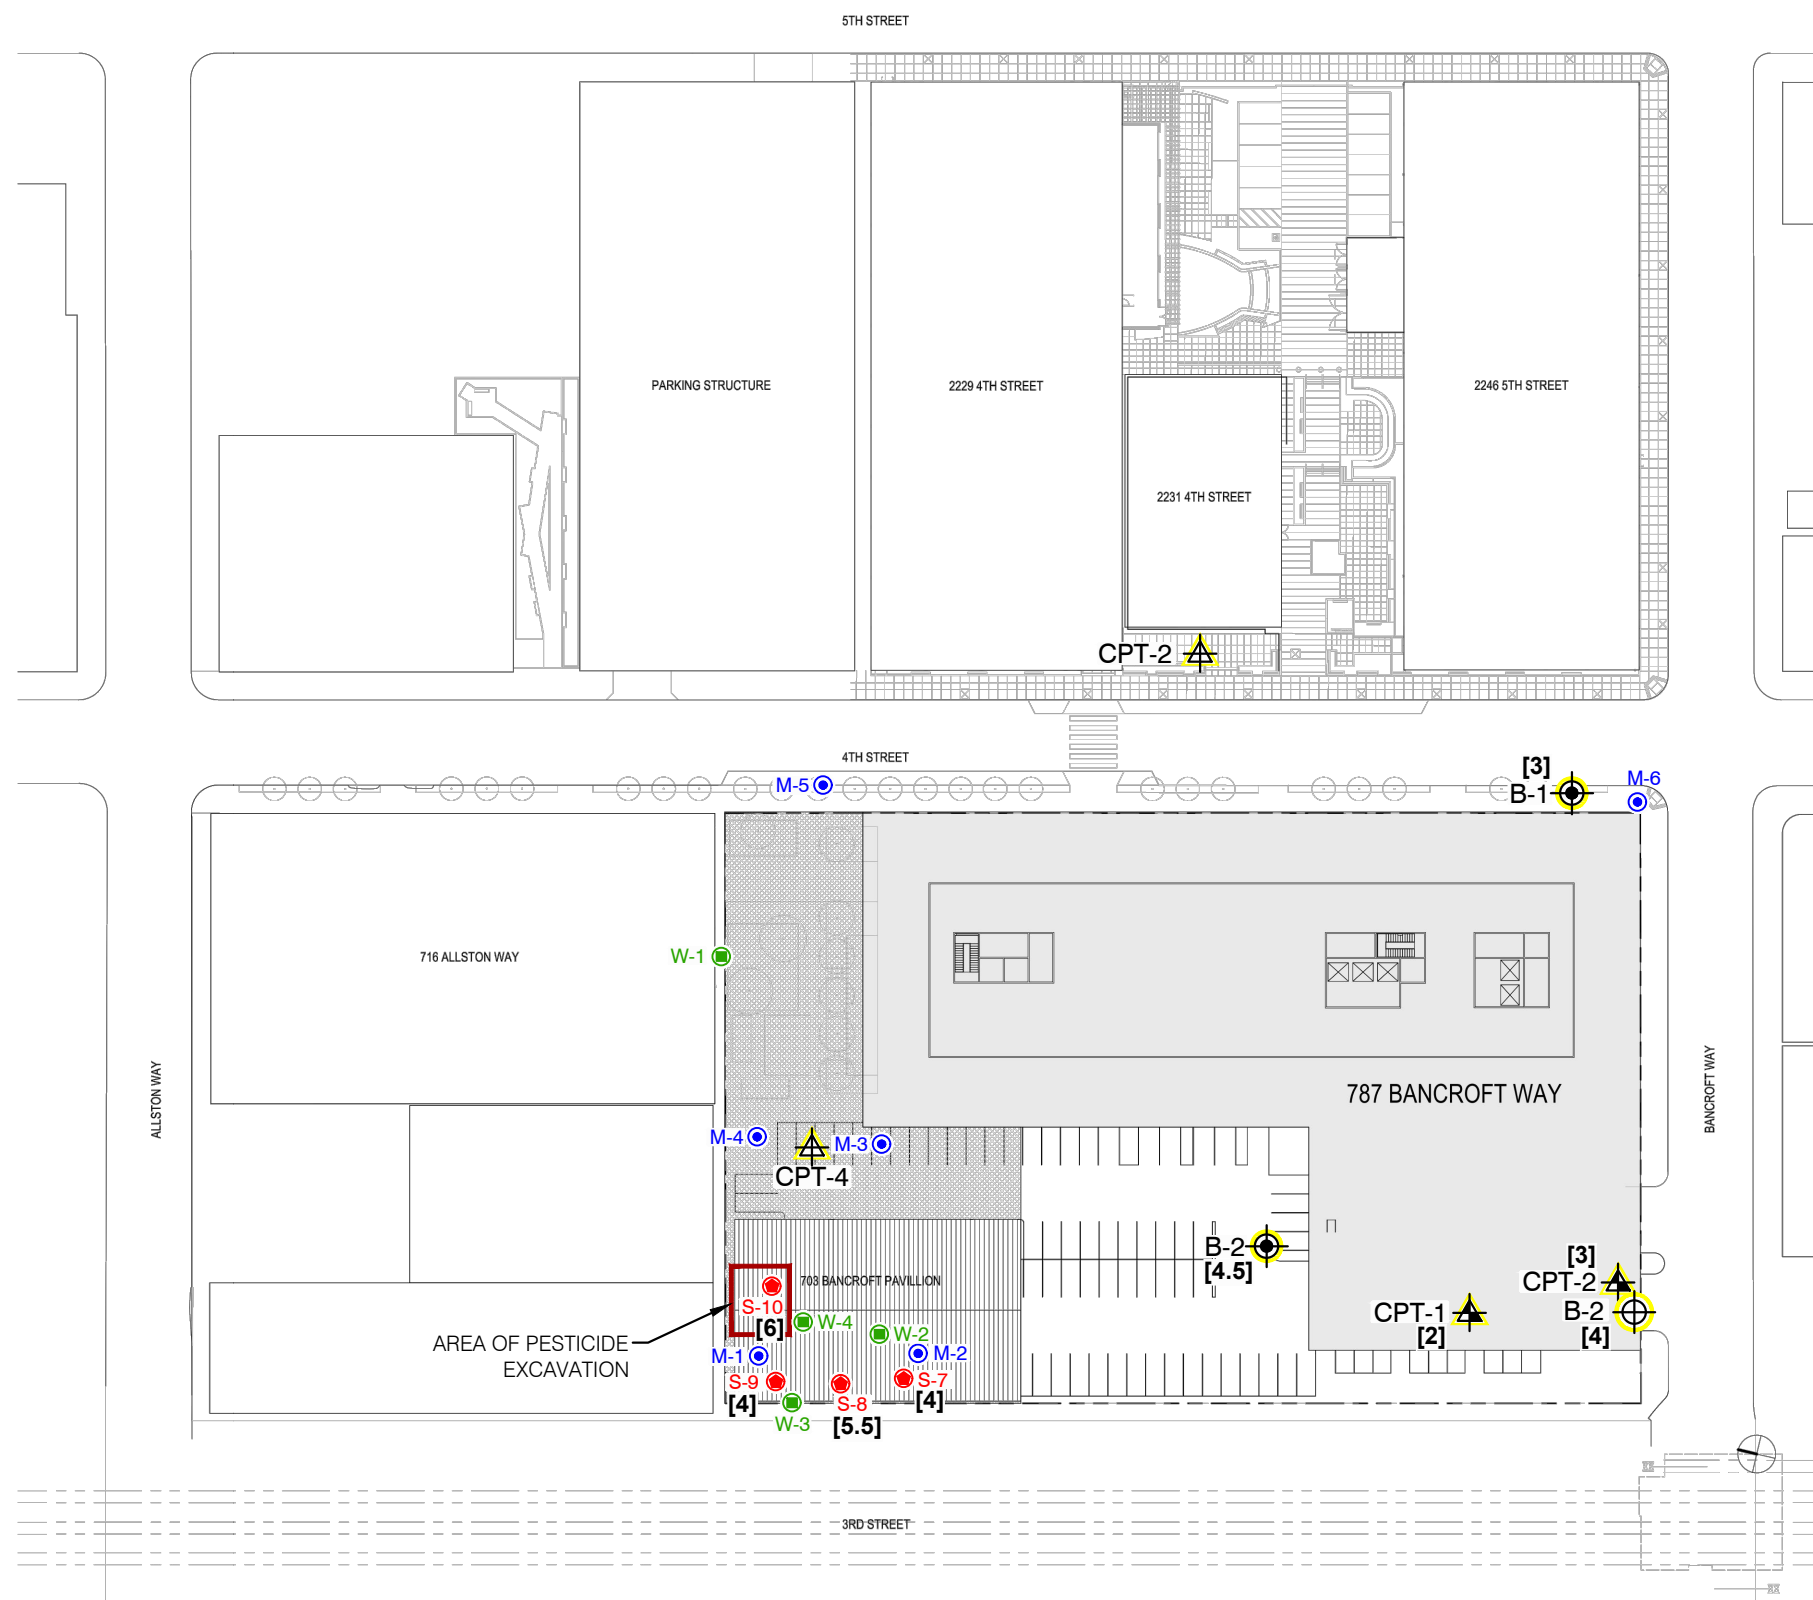 5TH STREET
PARKING STRUCTURE
2229 4TH STREET
2246 5TH STREET
2231 4TH STREET
CPT-2
4TH STREET
M-5
[3]
B-1
M-6
716 ALLSTON WAY
W-1
ALLSTON WAY
787 BANCROFT WAY
BANCROFT WAY
M-4
M-3
CPT-4
B-2
[4.5]
[3]
CPT-2
703 BANCROFT PAVILLION
S-10
[6]
W-4
W-2
CPT-1
[2]
B-2
[4]
AREA OF PESTICIDE
EXCAVATION
M-1
M-2
S-9
[4]
S-8
[5.5]
S-7
[4]
W-3
3RD STREET